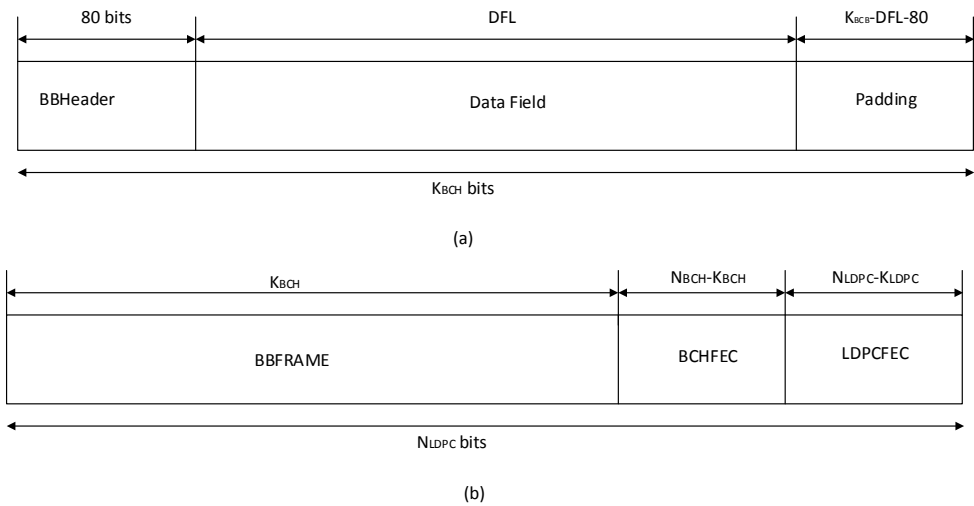 80 bits DFL KBCB-DFL-80
BBHeader Data Field Padding
KBCH bits
(a)
KBCH NBCH-KBCH NLDPC-KLDPC
BBFRAME BCHFEC LDPCFEC
NLDPC bits
(b)